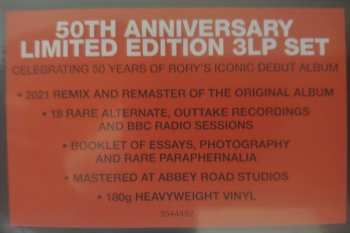 50TH ANNIVERSARY
LIMITED EDITION 3LP SET
CELEBRATING 50 YEARS OF RORY'S ICONIC DEBUT ALBUM
• 2021 REMIX AND REMASTER OF THE ORIGINAL ALBUM
• 18 RARE ALTERNATE, OUTTAKE RECORDINGS
AND BBC RADIO SESSIONS
• BOOKLET OF ESSAYS, PHOTOGRAPHY
AND RARE PARAPHERNALIA
• MASTERED AT ABBEY ROAD STUDIOS
• 180g HEAVYWEIGHT VINYL